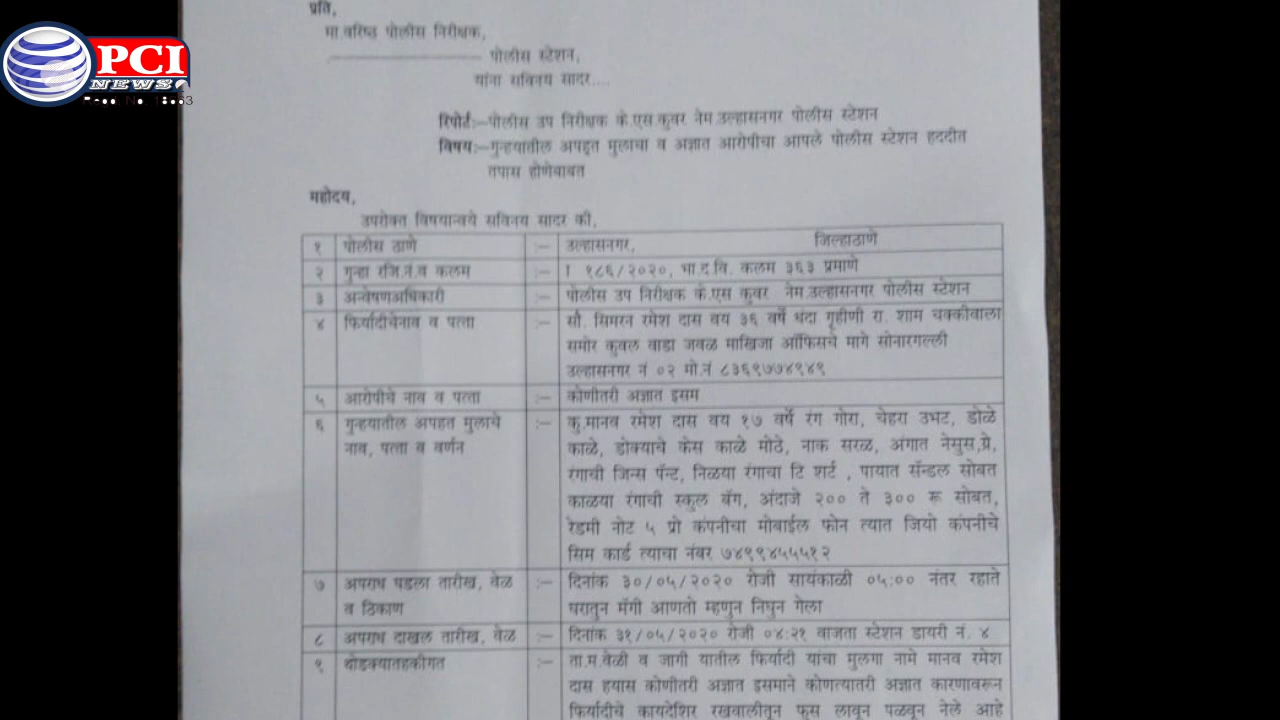 प्रति,
मा.वरिष्ठ पोलीस निरीक्षक,
PCI
NEWS
पोलीस स्टेशन,
यांना सविनय सादर....
रिपोर्टः–पोलीस उप निरीक्षक के.एस.कुवर नेम.उल्हासनगर पोलीस स्टेशन
विषयः–गुन्हयातील अपहृत मुलाचा व अज्ञात आरोपीचा आपले पोलीस स्टेशन हददीत
तपास होणेबाबत
महोदय,
उपरोक्त विषयान्वये सविनय सादर की,
१ पोलीस ठाणे :– उल्हासनगर, जिल्हाठाणे
२ गुन्हा रजि.नं.व कलम :– I १८६/२०२०, भा.द.वि. कलम ३६३ प्रमाणे
३ अन्वेषणअधिकारी :– पोलीस उप निरीक्षक के.एस कुवर नेम.उल्हासनगर पोलीस स्टेशन
४ फिर्यादीचेनाव व पत्ता :– सौ. सिमरन रमेश दास वय ३६ वर्षे धंदा गृहीणी रा. शाम चक्कीवाला
समोर कुवल वाडा जवळ माखिजा ऑफिसचे मागे सोनारगल्ली
उल्हासनगर नं ०२ मो.नं ८३६९७७४९४९
५ आरोपीचे नाव व पत्ता :– कोणीतरी अज्ञात इसम
६ गुन्हयातील अपहत मुलाचे :– कु.मानव रमेश दास वय १७ वर्षे रंग गोरा, चेहरा उभट, डोळे
नाव, पत्ता व वर्णन काळे, डोक्याचे केस काळे मोठे, नाक सरळ, अंगात नेसुस,ग्रे,
रंगाची जिन्स पॅन्ट, निळया रंगाचा टि शर्ट , पायात सॅन्डल सोबत
काळया रंगाची स्कुल बॅग, अंदाजे २०० ते ३०० रू सोबत,
रेडमी नोट ५ प्रो कंपनीचा मोबाईल फोन त्यात जियो कंपनीचे
सिम कार्ड त्याचा नंबर ७४९९४५५५१२
७ अपराध घडला तारीख, वेळ :– दिनांक ३०/०५/२०२० रोजी सायंकाळी ०५:०० नंतर रहाते
व ठिकाण घरातुन मॅगी आणतो म्हणुन निघुन गेला
८ अपराध दाखल तारीख, वेळ :– दिनांक ३१/०५/२०२० रोजी ०४:२१ वाजता स्टेशन डायरी नं. ४
९ थोडक्यातहकीगत :– ता.म.वेळी व जागी यातील फिर्यादी यांचा मुलगा नामे मानव रमेश
दास हयास कोणीतरी अज्ञात इसमाने कोणत्यातरी अज्ञात कारणावरून
फिर्यादीचे कायदेशिर रखवालीतून फुस लावून पळवून नेले आहे